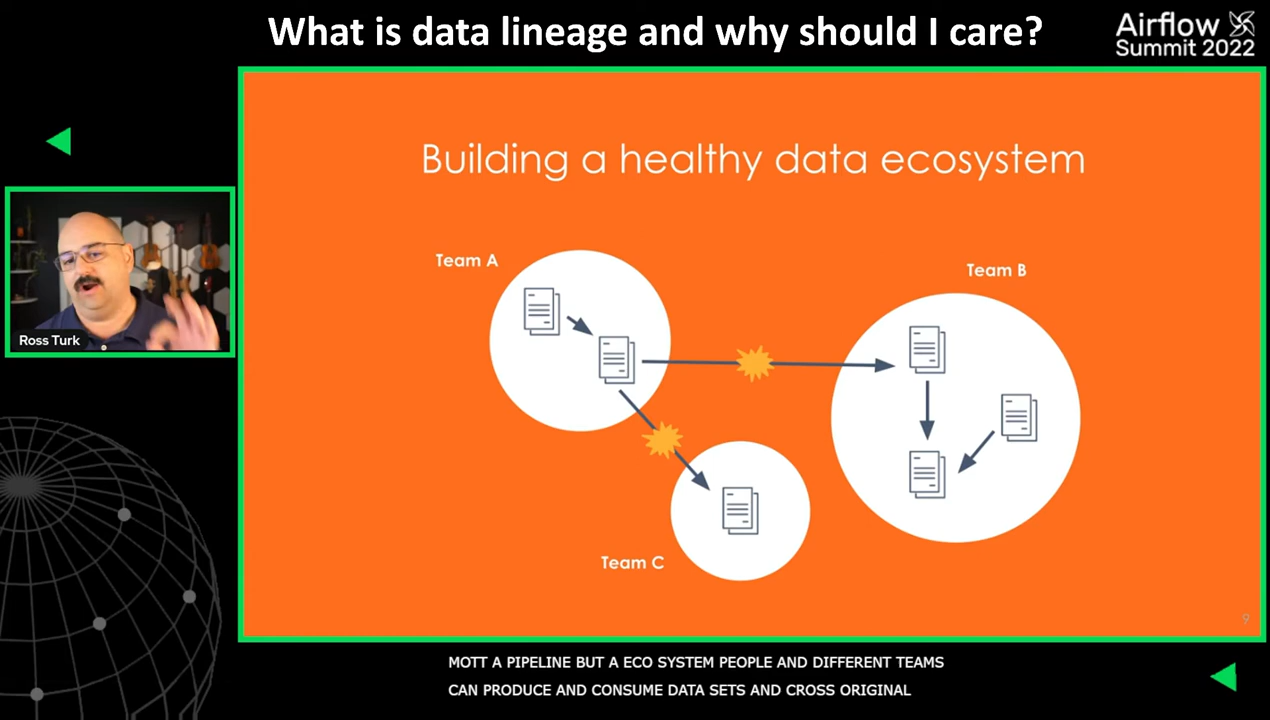 What is data lineage and why should I care?
Airflow
Summit 2022
Building a healthy data ecosystem
Team A
Team B
Ross Turk
Team C
9
MOTT A PIPELINE BUT A ECO SYSTEM PEOPLE AND DIFFERENT TEAMS
CAN PRODUCE AND CONSUME DATA SETS AND CROSS ORIGINAL